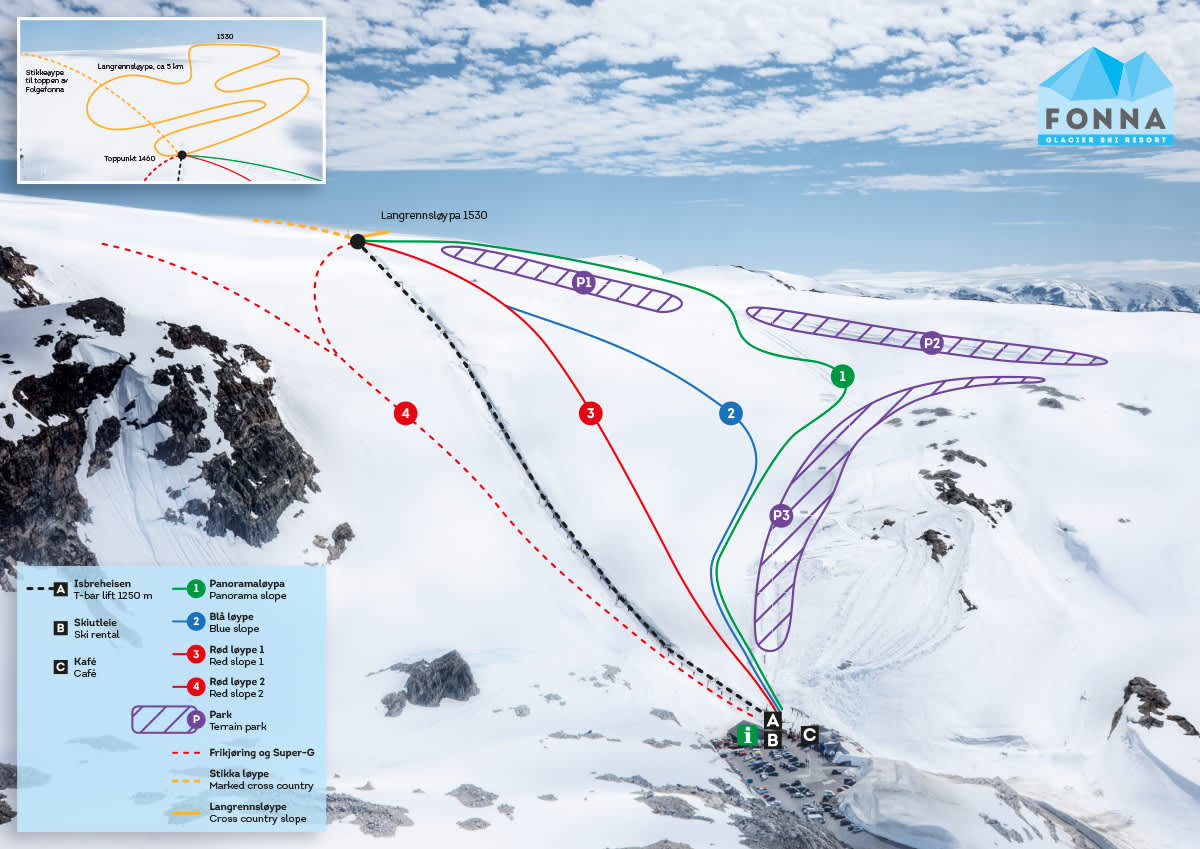 1530
Langrennsløype, ca 5 km
Stikkeøype
til toppen av
Folgefonna
Toppunkt 1460
FONNA
GLACIER SKI RESORT
Langrennsløypa 1530
P1
P2
1
4
3
2
P3
A
i
B
C
A Isbreheisen
T-bar lift 1250 m
B Skiutleie
Ski rental
C Kafé
Café
1 Panoramaløypa
Panorama slope
2 Blå løype
Blue slope
3 Rød løype 1
Red slope 1
4 Rød løype 2
Red slope 2
P Park
Terrain park
Frikjøring og Super-G
Stikka løype
Marked cross country
Langrennsløype
Cross country slope